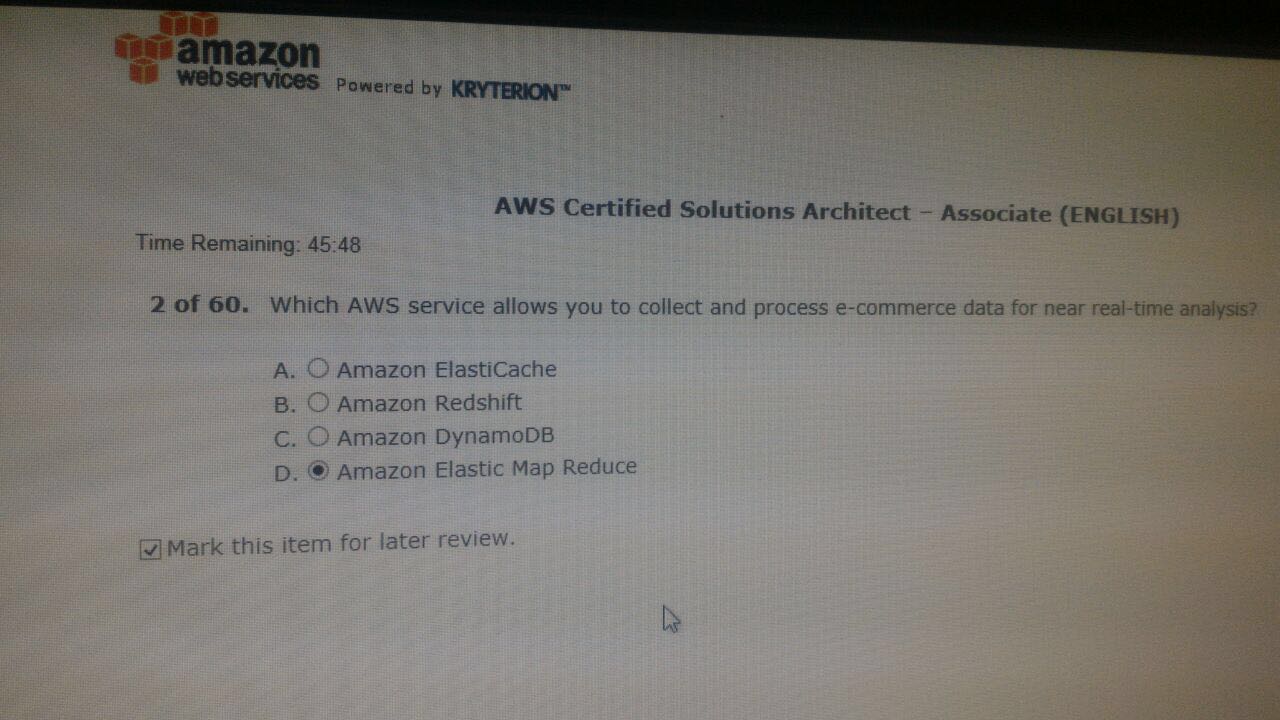 amazon
webservices Powered by KRYTERION™
AWS Certified Solutions Architect – Associate (ENGLISH)
Time Remaining: 45:48
2 of 60. Which AWS service allows you to collect and process e-commerce data for near real-time analysis?
A. Amazon ElastiCache
B. Amazon Redshift
C. Amazon DynamoDB
D. Amazon Elastic Map Reduce
Mark this item for later review.